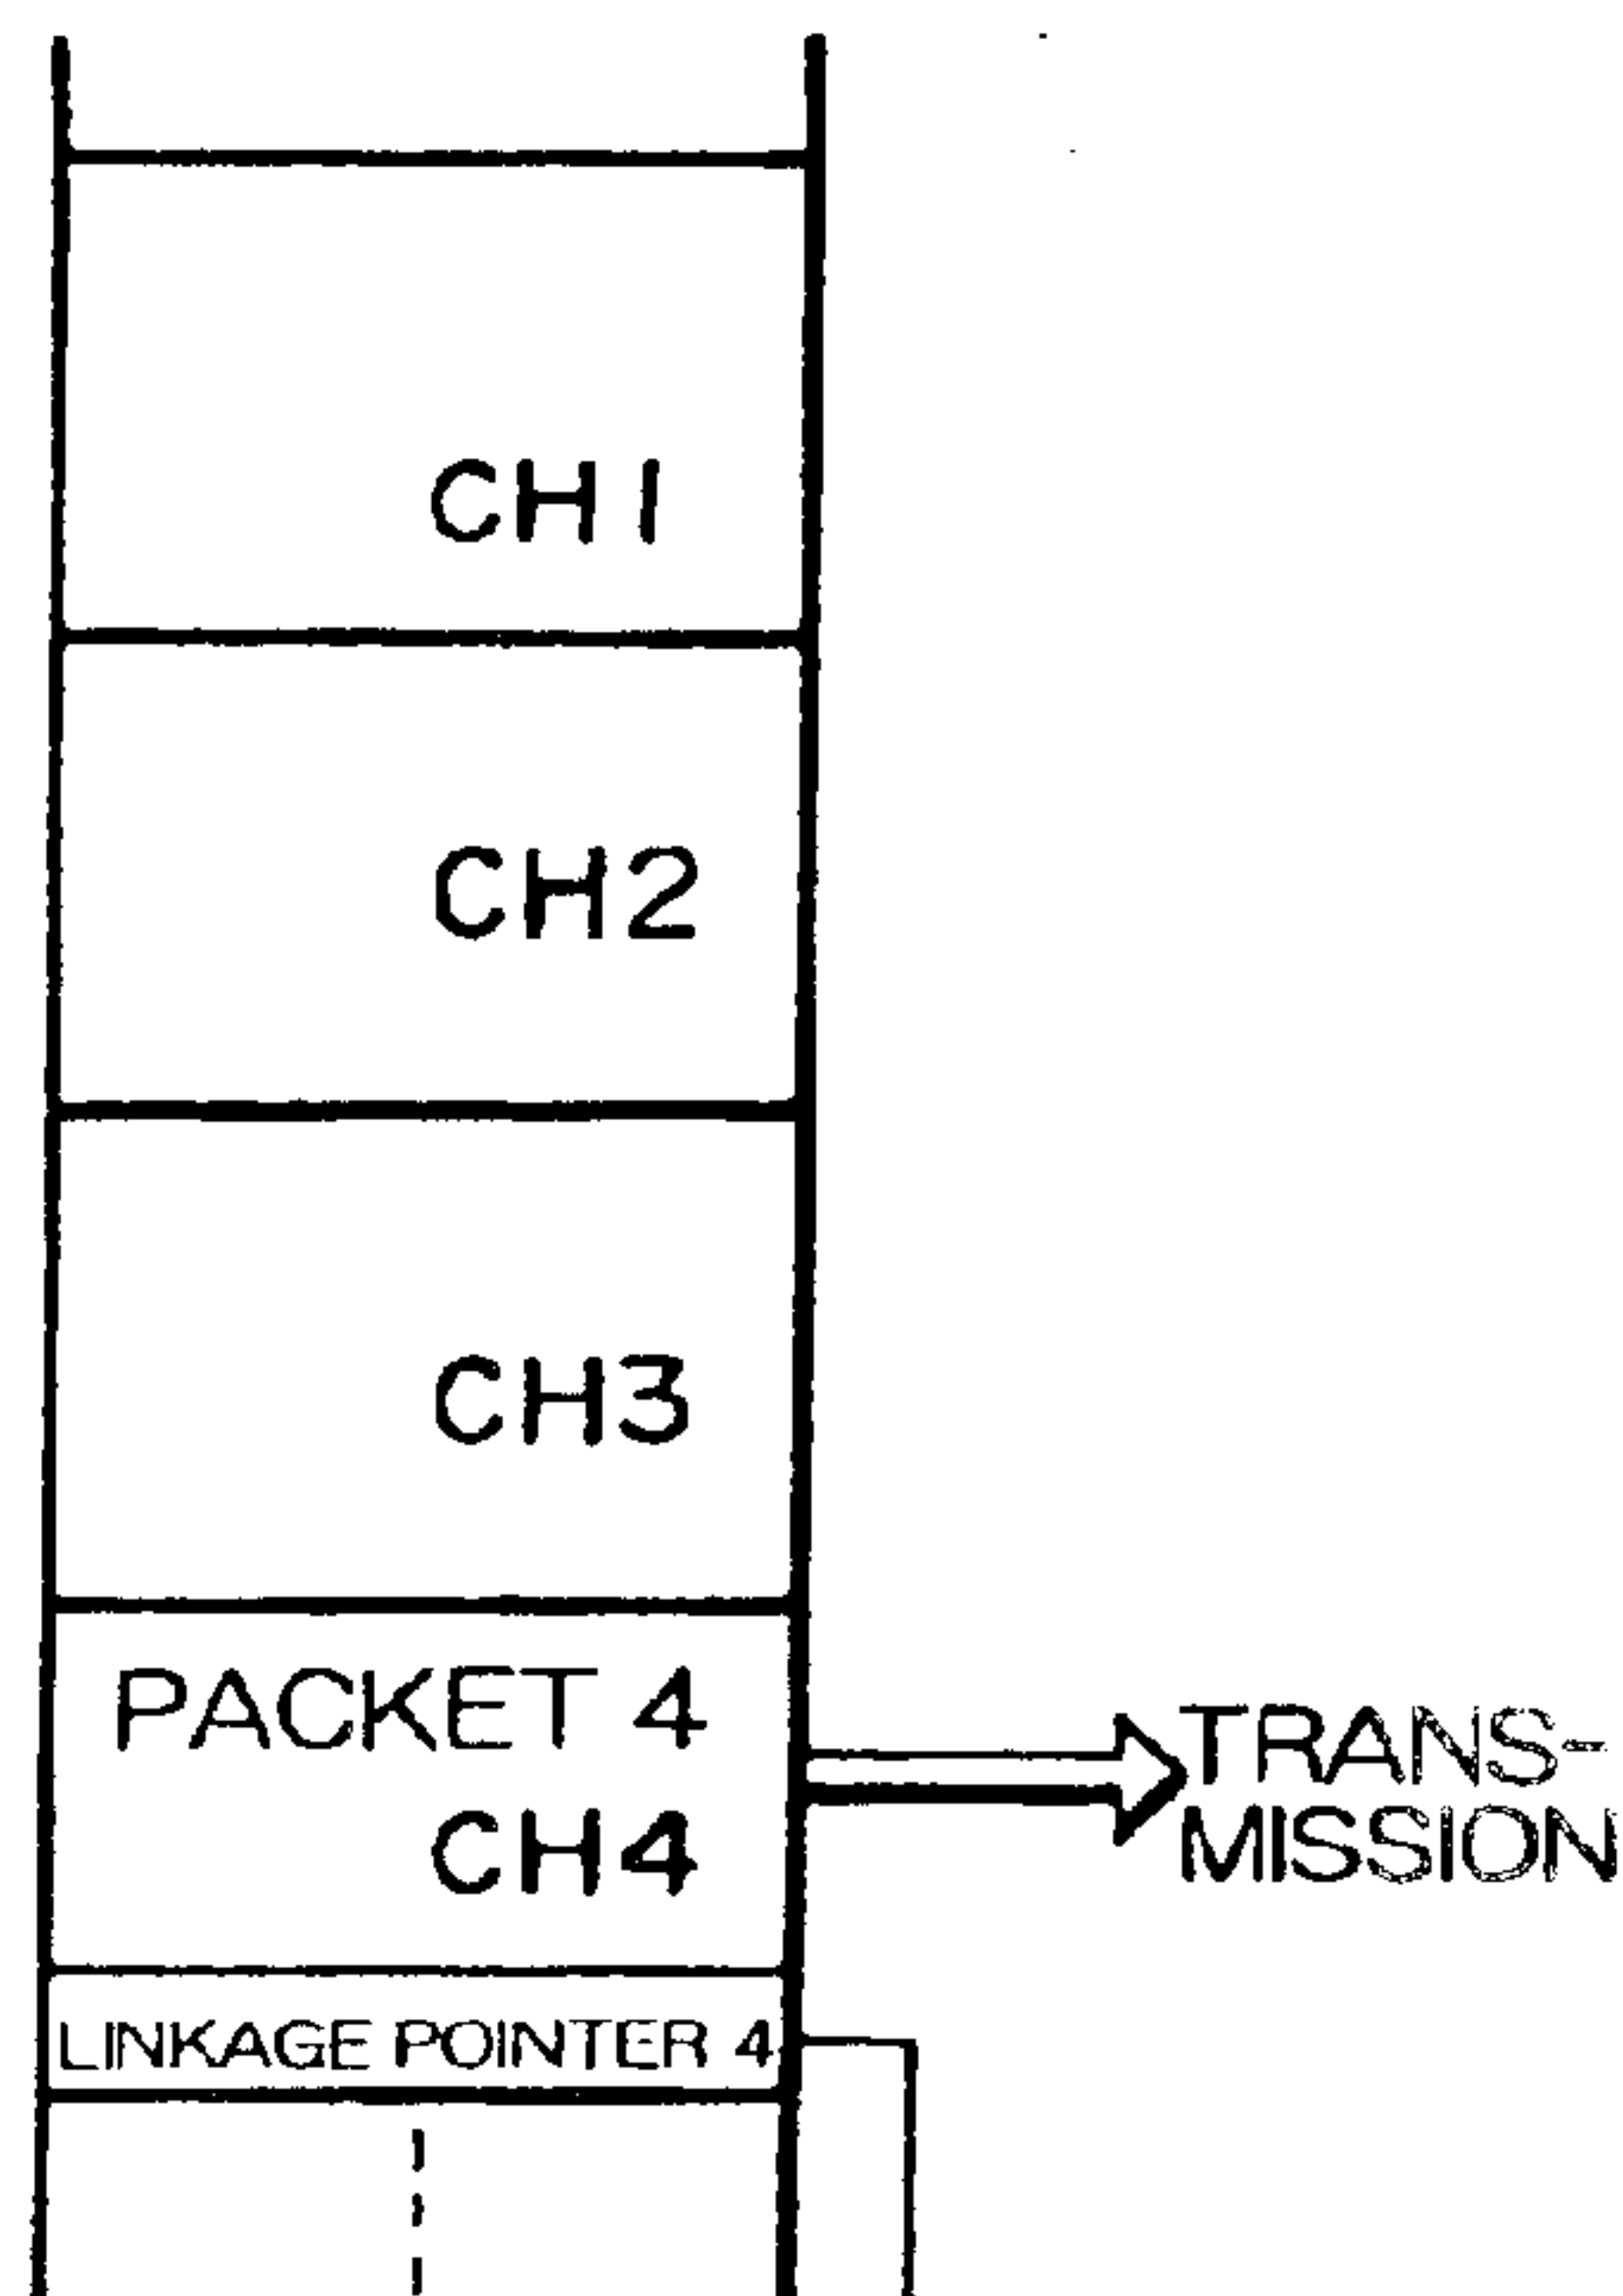 CH1
CH2
CH3
PACKET 4
CH4
TRANS-
MISSION
LINKAGE POINTER 4